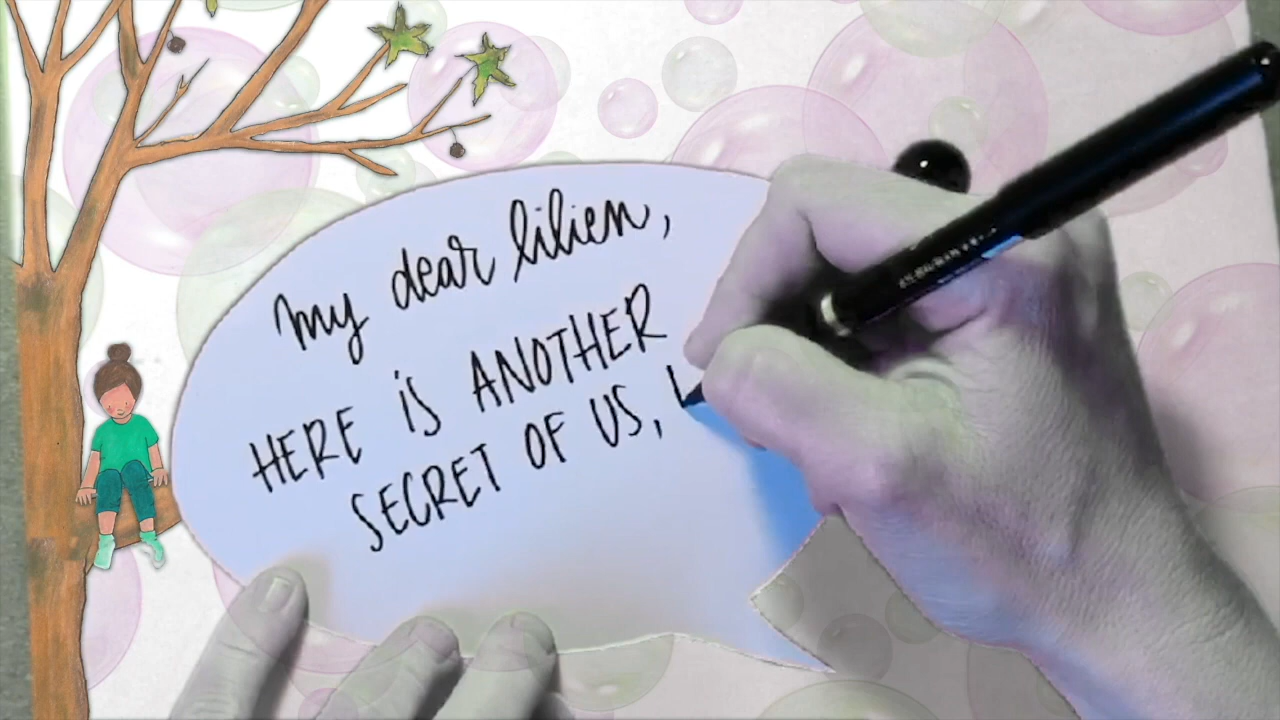 my dear lilien,
HERE iS ANOTHER
SECRET OF US,